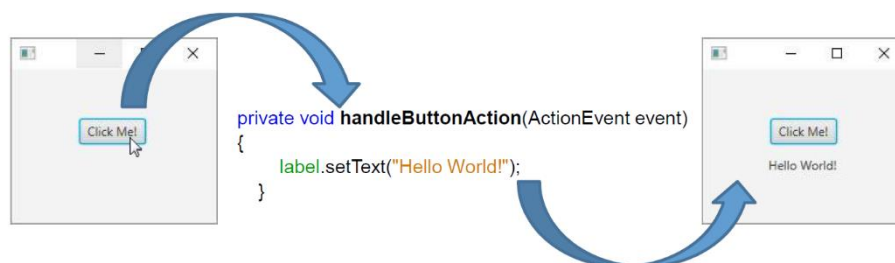 Click Me!
private void handleButtonAction(ActionEvent event)
{
label.setText("Hello World!");
}
Click Me!
Hello World!